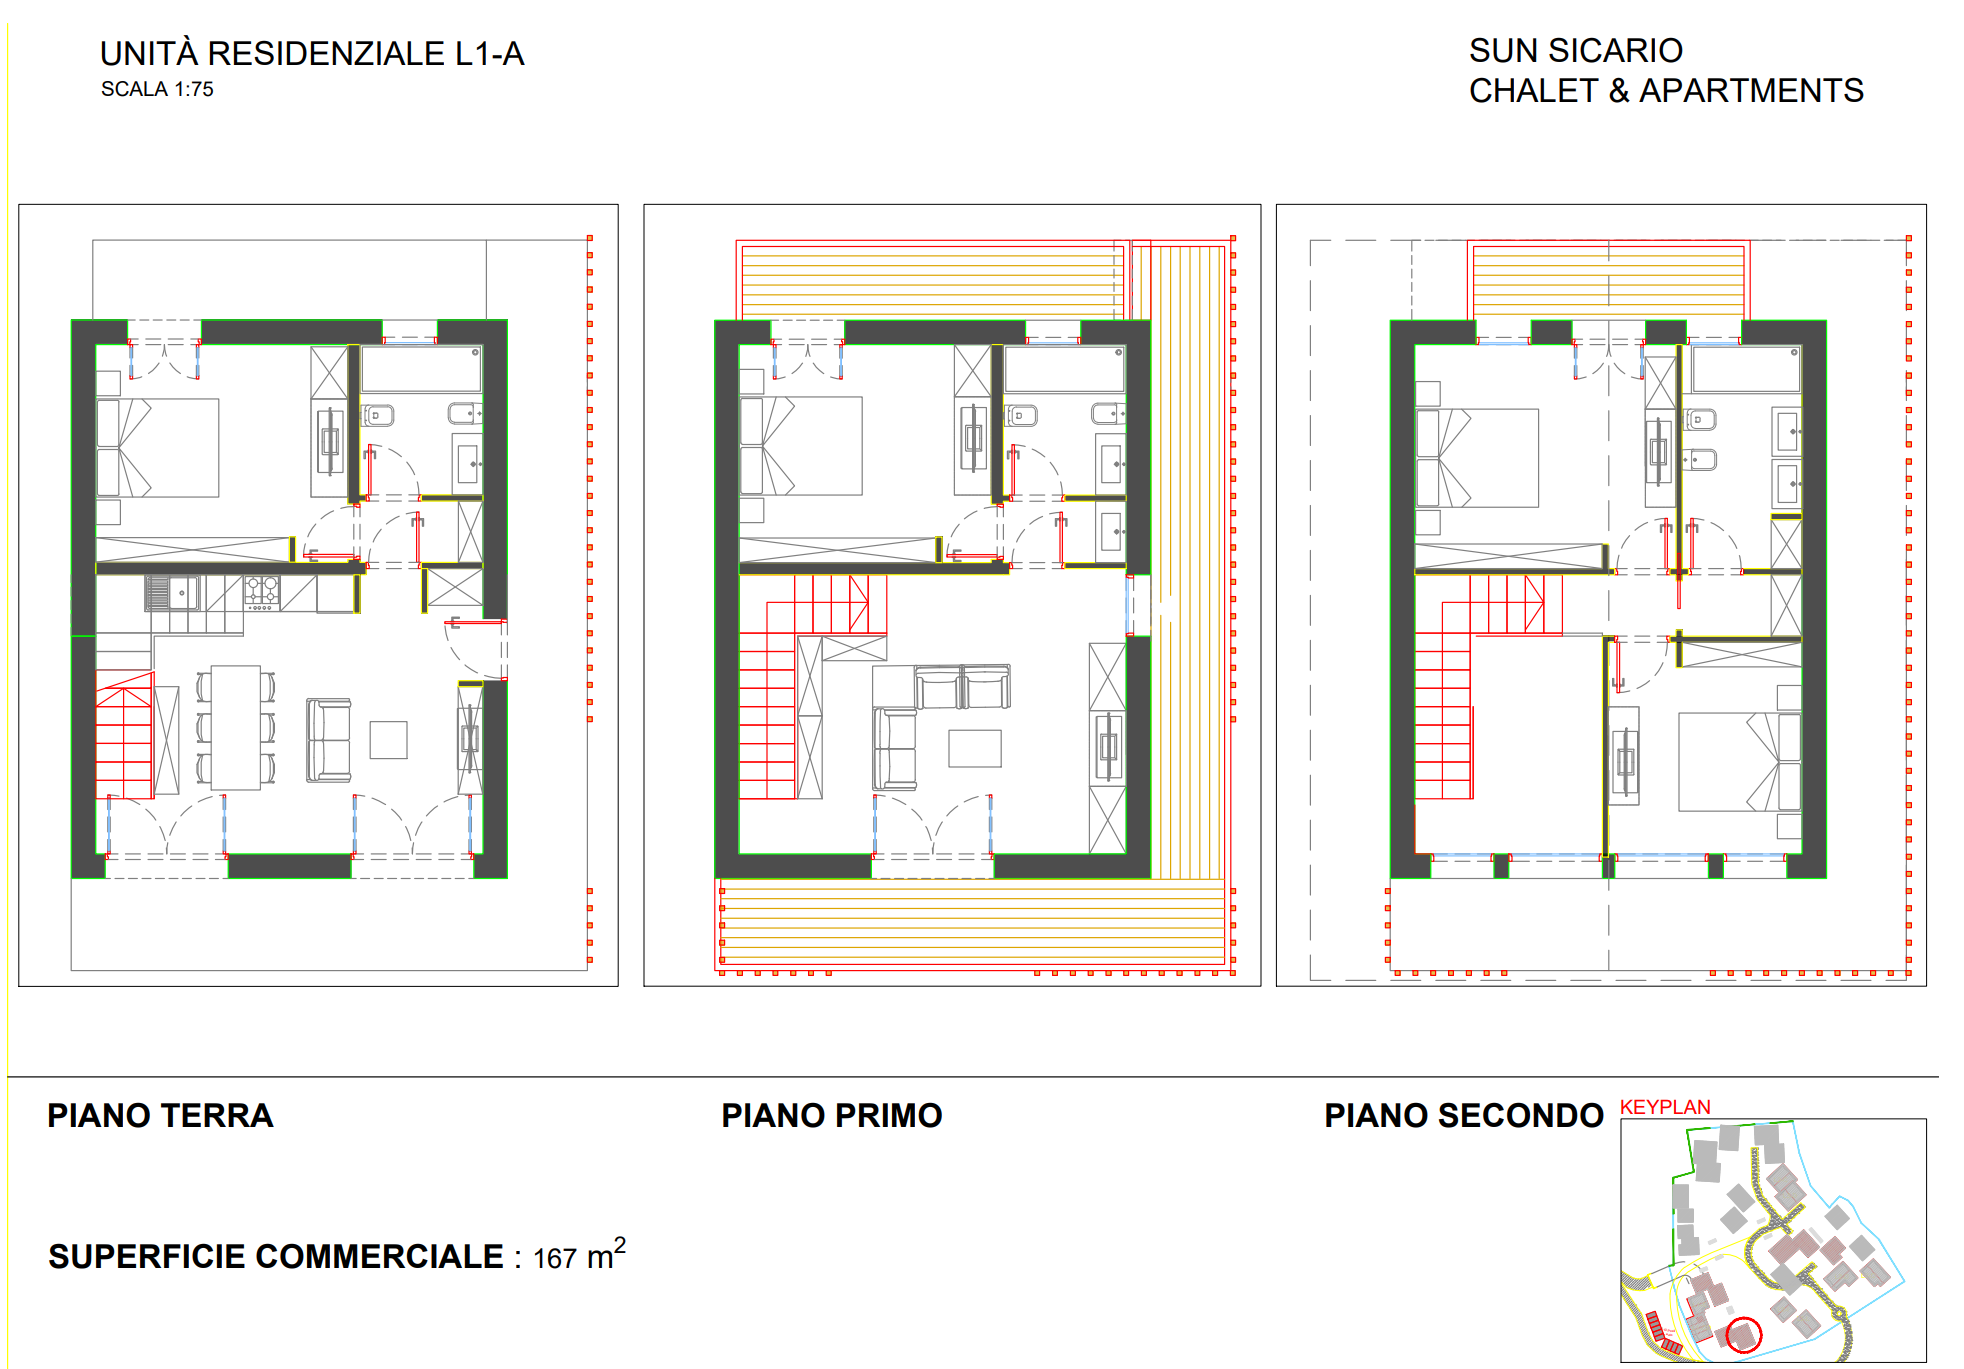 UNITÀ RESIDENZIALE L1-A
SCALA 1:75
SUN SICARIO
CHALET & APARTMENTS
PIANO TERRA
PIANO PRIMO
PIANO SECONDO
KEYPLAN
SUPERFICIE COMMERCIALE : 167 m²